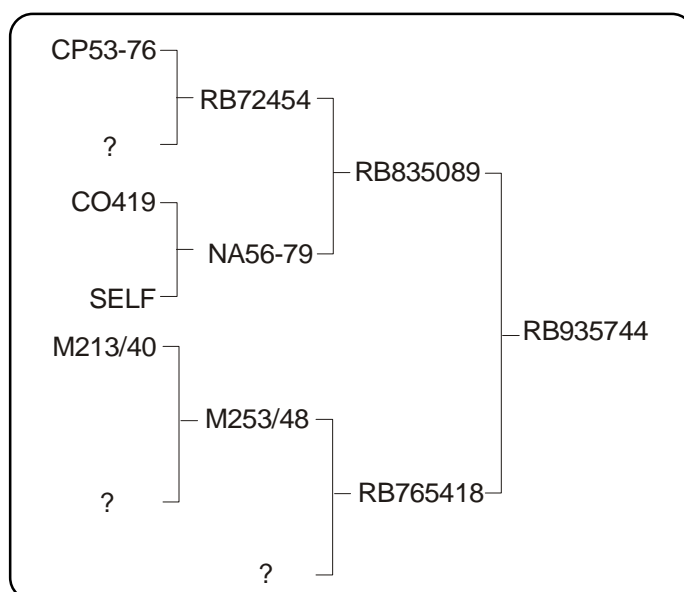 CP53-76
RB72454
?
RB835089
CO419
NA56-79
SELF
RB935744
M213/40
M253/48
?
RB765418
?